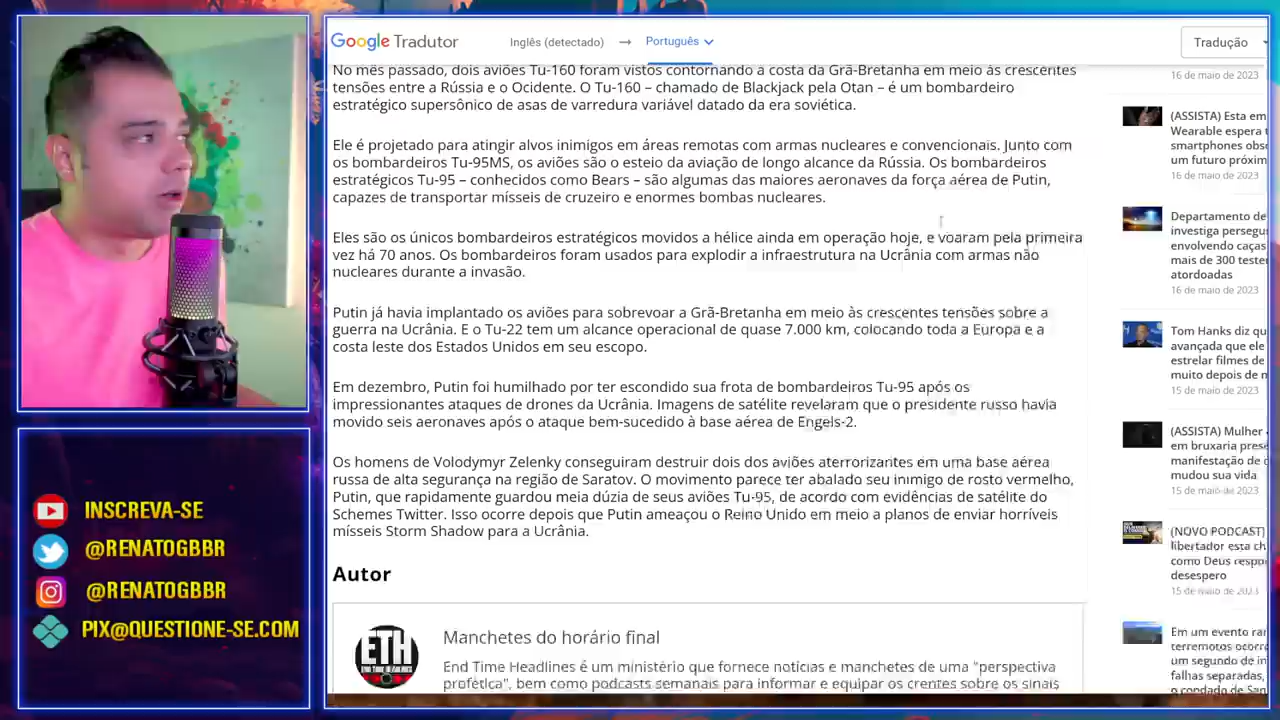 Google Tradutor
Inglês (detectado) → Português
Tradução
No mês passado, dois aviões Tu-160 foram vistos contornando a costa da Grã-Bretanha em meio às crescentes
tensões entre a Rússia e o Ocidente. O Tu-160 – chamado de Blackjack pela Otan – é um bombardeiro
estratégico supersônico de asas de varredura variável datado da era soviética.
Ele é projetado para atingir alvos inimigos em áreas remotas com armas nucleares e convencionais. Junto com
os bombardeiros Tu-95MS, os aviões são o esteio da aviação de longo alcance da Rússia. Os bombardeiros
estratégicos Tu-95 – conhecidos como Bears – são algumas das maiores aeronaves da força aérea de Putin,
capazes de transportar mísseis de cruzeiro e enormes bombas nucleares.
Eles são os únicos bombardeiros estratégicos movidos a hélice ainda em operação hoje, e voaram pela primeira
vez há 70 anos. Os bombardeiros foram usados para explodir a infraestrutura na Ucrânia com armas não
nucleares durante a invasão.
Putin já havia implantado os aviões para sobrevoar a Grã-Bretanha em meio às crescentes tensões sobre a
guerra na Ucrânia. E o Tu-22 tem um alcance operacional de quase 7.000 km, colocando toda a Europa e a
costa leste dos Estados Unidos em seu escopo.
Em dezembro, Putin foi humilhado por ter escondido sua frota de bombardeiros Tu-95 após os
impressionantes ataques de drones da Ucrânia. Imagens de satélite revelaram que o presidente russo havia
movido seis aeronaves após o ataque bem-sucedido à base aérea de Engels-2.
Os homens de Volodymyr Zelenky conseguiram destruir dois dos aviões aterrorizantes em uma base aérea
russa de alta segurança na região de Saratov. O movimento parece ter abalado seu inimigo de rosto vermelho,
Putin, que rapidamente guardou meia dúzia de seus aviões Tu-95, de acordo com evidências de satélite do
Schemes Twitter. Isso ocorre depois que Putin ameaçou o Reino Unido em meio a planos de enviar horríveis
mísseis Storm Shadow para a Ucrânia.
Autor
ETH
END TIME HEADLINES
Manchetes do horário final
End Time Headlines é um ministério que fornece notícias e manchetes de uma "perspectiva
profética", bem como podcasts semanais para informar e equipar os crentes sobre os sinais
16 de maio de 2023
(ASSISTA) Esta em
Wearable espera t
smartphones obs
um futuro próxim
16 de maio de 2023
Departamento de
investiga persegu
envolvendo caças
mais de 300 teste
atordoadas
16 de maio de 2023
Tom Hanks diz qu
avançada que ele
estrelar filmes de
muito depois de m
15 de maio de 2023
(ASSISTA) Mulher
em bruxaria prese
manifestação de c
mudou sua vida
15 de maio de 2023
(NOVO PODCAST)
libertador esta ch
como Deus respo
desespero
15 de maio de 2023
Em um evento rar
terremotos ocorr
um segundo de in
falhas separadas,
o condado de San
INSCREVA-SE
@RENATOGBBR
@RENATOGBBR
PIX@QUESTIONE-SE.COM